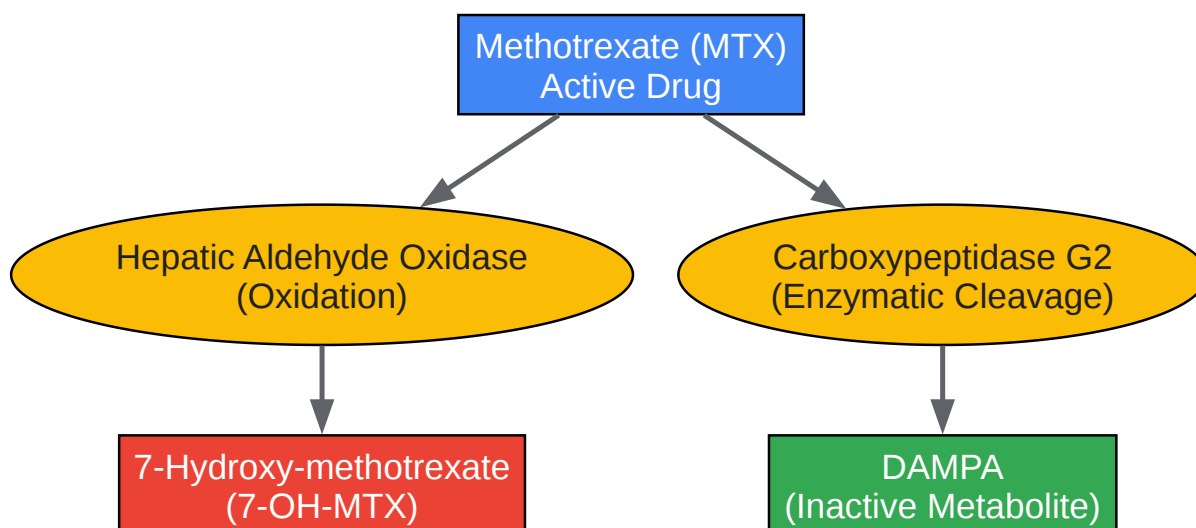 Methotrexate (MTX)
Active Drug
Hepatic Aldehyde Oxidase
(Oxidation)
Carboxypeptidase G2
(Enzymatic Cleavage)
7-Hydroxy-methotrexate
(7-OH-MTX)
DAMPA
(Inactive Metabolite)